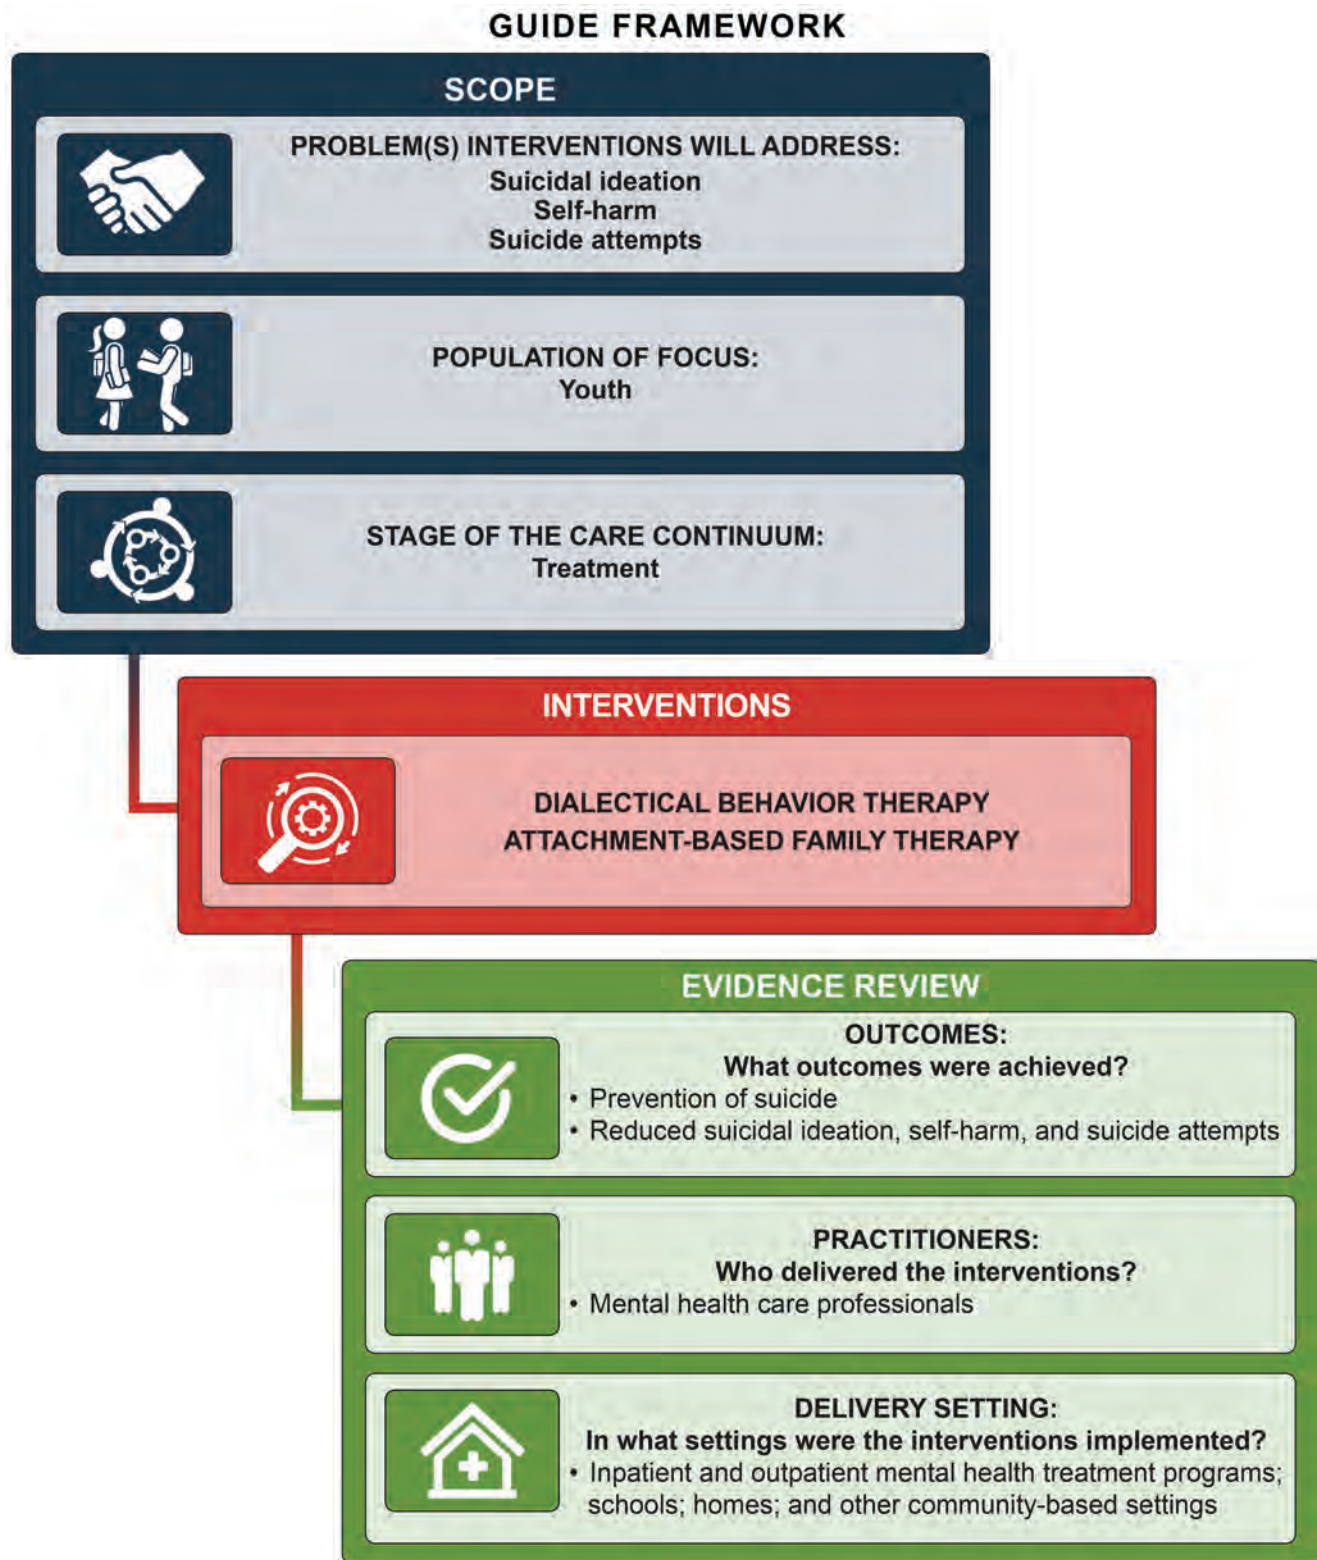 GUIDE FRAMEWORK
SCOPE
PROBLEM(S) INTERVENTIONS WILL ADDRESS:
Suicidal ideation
Self-harm
Suicide attempts
POPULATION OF FOCUS:
Youth
STAGE OF THE CARE CONTINUUM:
Treatment
INTERVENTIONS
DIALECTICAL BEHAVIOR THERAPY
ATTACHMENT-BASED FAMILY THERAPY
EVIDENCE REVIEW
OUTCOMES:
What outcomes were achieved?
• Prevention of suicide
• Reduced suicidal ideation, self-harm, and suicide attempts
PRACTITIONERS:
Who delivered the interventions?
• Mental health care professionals
DELIVERY SETTING:
In what settings were the interventions implemented?
• Inpatient and outpatient mental health treatment programs;
schools; homes; and other community-based settings